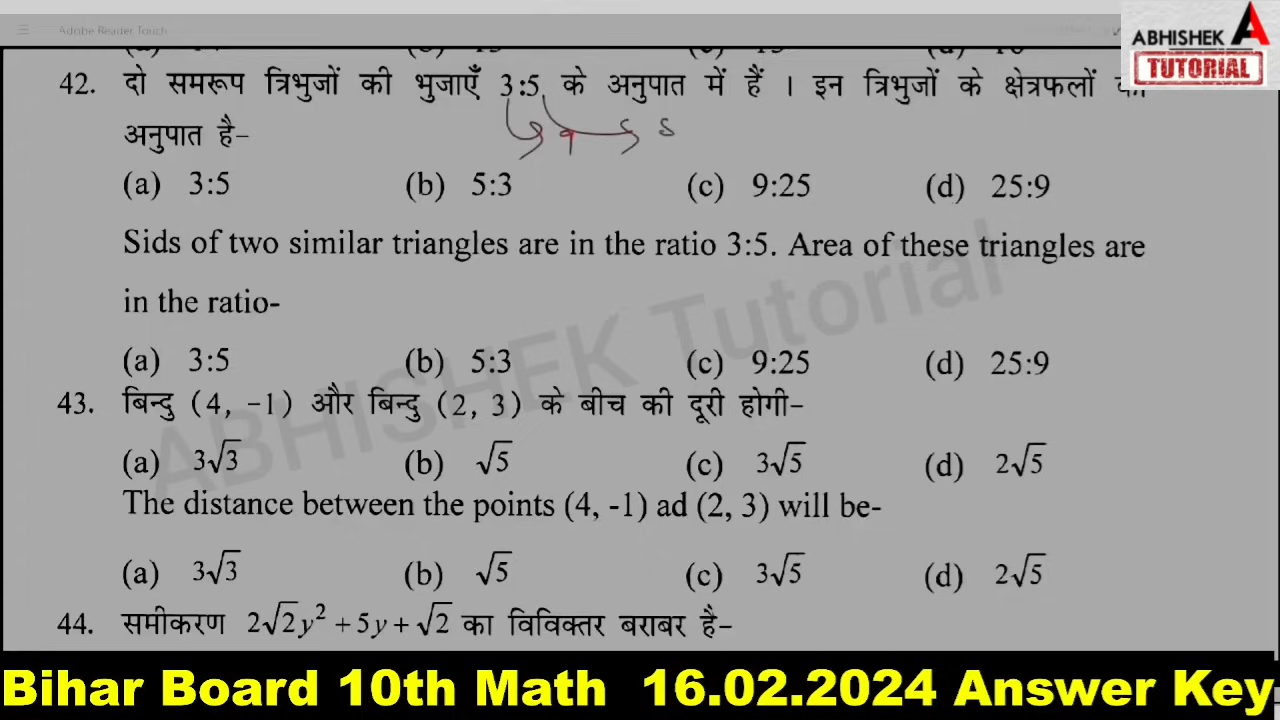 Adobe Reader Touch
ABHISHEK
TUTORIAL
42. दो समरूप त्रिभुजों की भुजाएँ 3:5 के अनुपात में हैं । इन त्रिभुजों के क्षेत्रफलों
अनुपात है-
(a) 3:5 (b) 5:3 (c) 9:25 (d) 25:9
Sids of two similar triangles are in the ratio 3:5. Area of these triangles are
in the ratio-
(a) 3:5 (b) 5:3 (c) 9:25 (d) 25:9
43. बिन्दु (4, -1) और बिन्दु (2, 3) के बीच की दूरी होगी-
(a) 3√3 (b) √5 (c) 3√5 (d) 2√5
The distance between the points (4, -1) ad (2, 3) will be-
(a) 3√3 (b) √5 (c) 3√5 (d) 2√5
44. समीकरण 2√2y² + 5y + √2 का विविक्तर बराबर है-
ABHISHEK Tutorial
Bihar Board 10th Math 16.02.2024 Answer Key